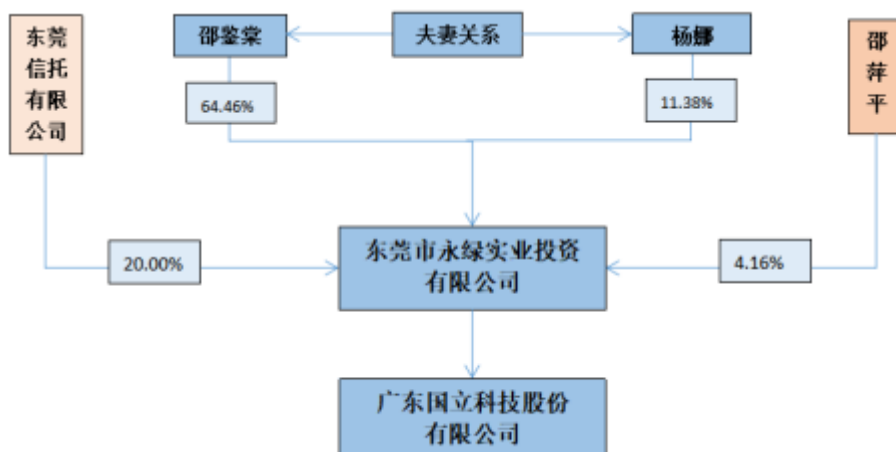 东莞
信托
有限
公司
邵鉴棠
夫妻关系
杨娜
邵
萍
平
64.46%
11.38%
东莞市永绿实业投资
有限公司
20.00%
4.16%
广东国立科技股份
有限公司